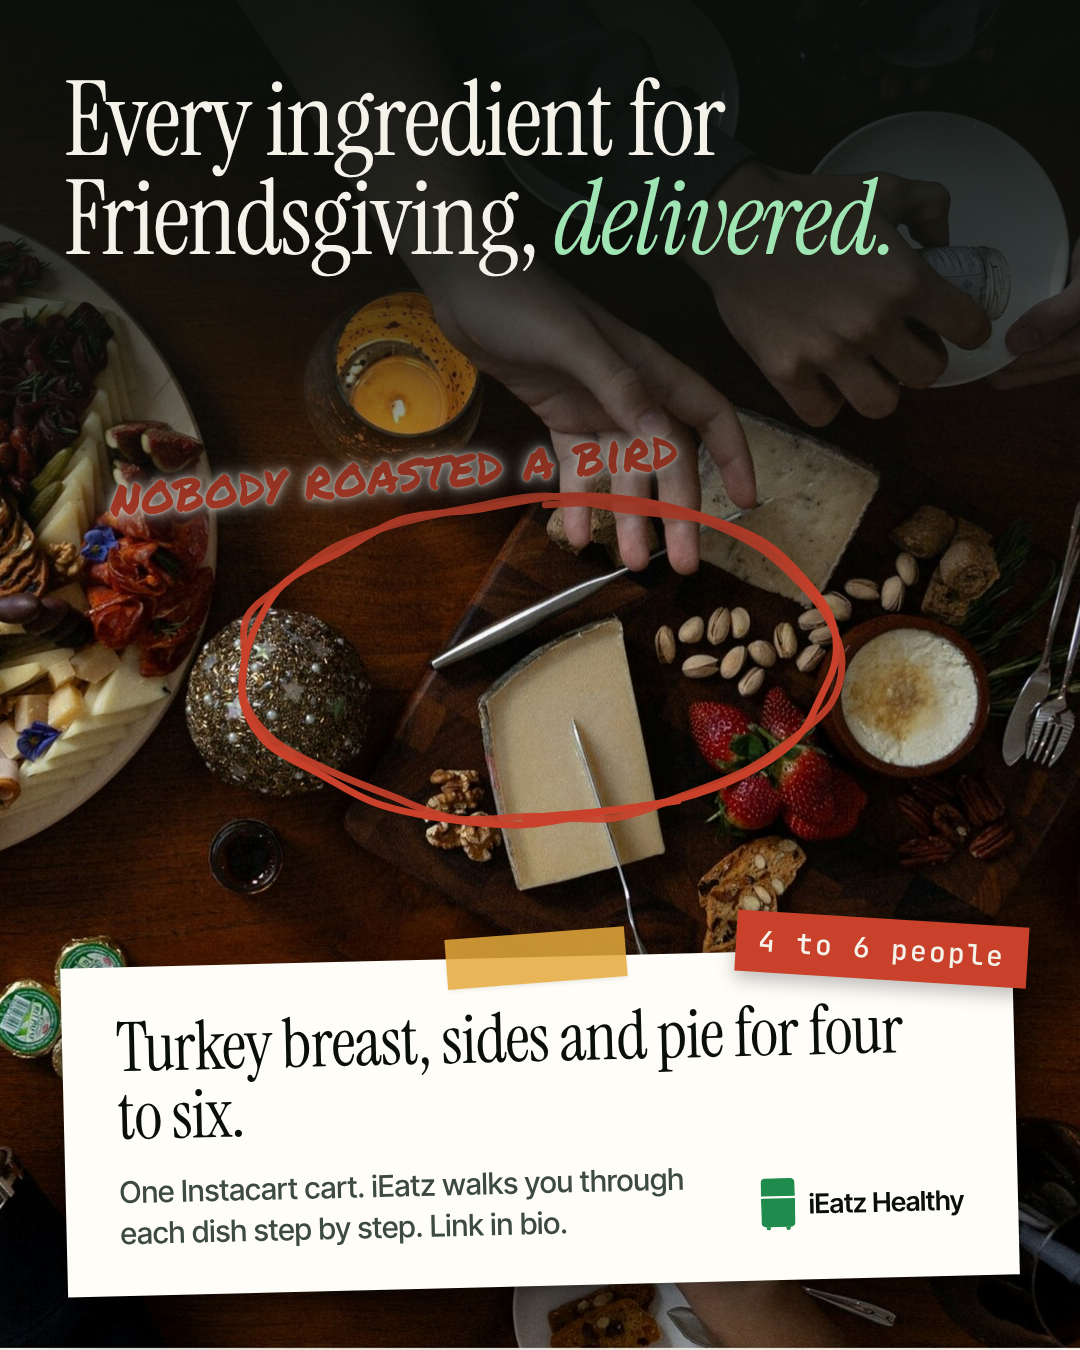 Every ingredient for
Friendsgiving, delivered.
NOBODY ROASTED A BIRD
4 to 6 people
Turkey breast, sides and pie for four
to six.
One Instacart cart. iEatz walks you through
each dish step by step. Link in bio.
iEatz Healthy